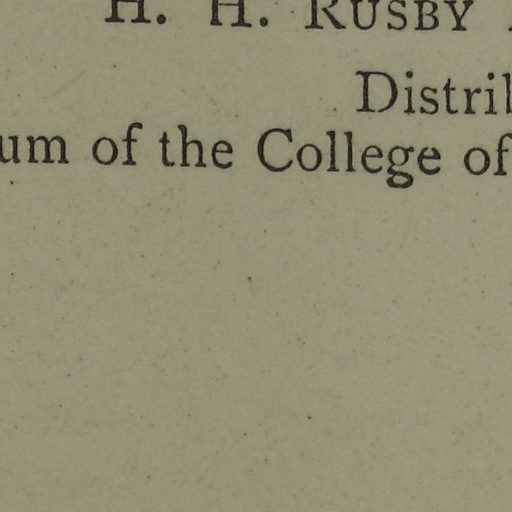 H. H. RUSBY
Distril
um of the College of